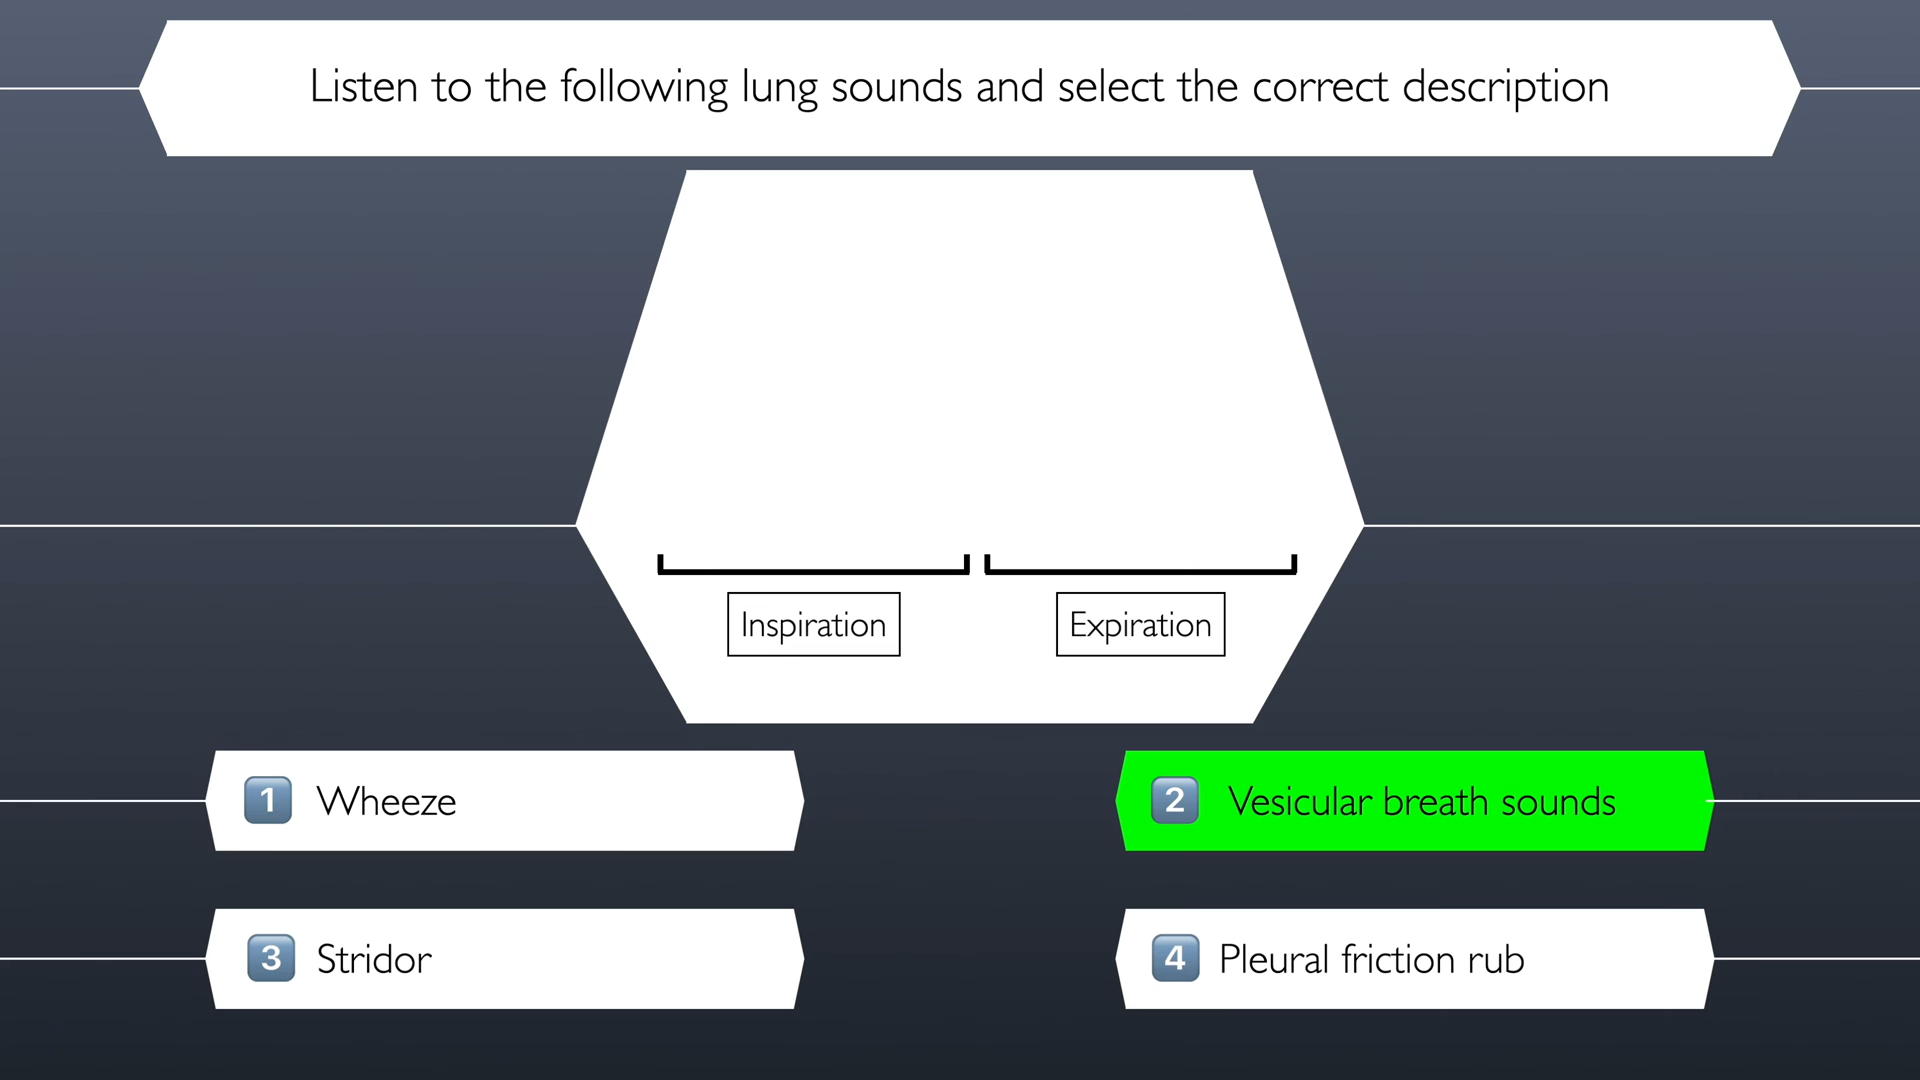 Listen to the following lung sounds and select the correct description
Inspiration
Expiration
1 Wheeze
2 Vesicular breath sounds
3 Stridor
4 Pleural friction rub